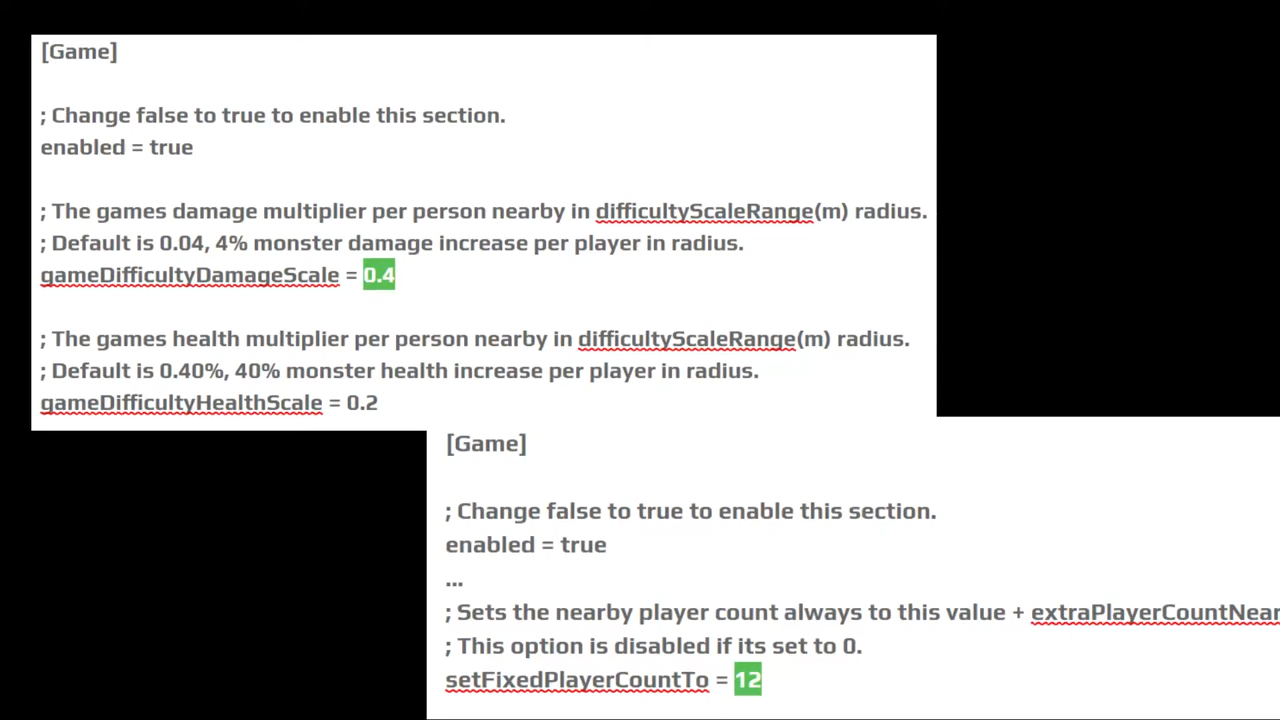 [Game]
; Change false to true to enable this section.
enabled = true
; The games damage multiplier per person nearby in difficultyScaleRange(m) radius.
; Default is 0.04, 4% monster damage increase per player in radius.
gameDifficultyDamageScale = 0.4
; The games health multiplier per person nearby in difficultyScaleRange(m) radius.
; Default is 0.40%, 40% monster health increase per player in radius.
gameDifficultyHealthScale = 0.2
[Game]
; Change false to true to enable this section.
enabled = true
...
; Sets the nearby player count always to this value + extraPlayerCountNear
; This option is disabled if its set to 0.
setFixedPlayerCountTo = 12